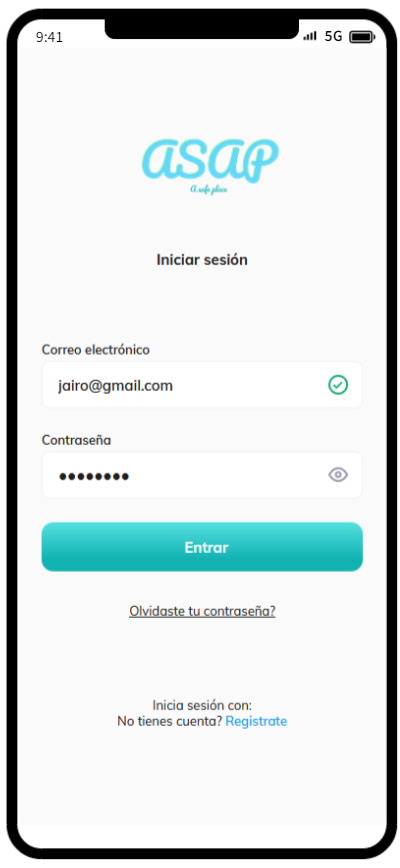 9:41 5G
ASAP
A safe place
Iniciar sesión
Correo electrónico
jairo@gmail.com
Contraseña
••••••••
Entrar
Olvidaste tu contraseña?
Inicia sesión con:
No tienes cuenta? Registrate